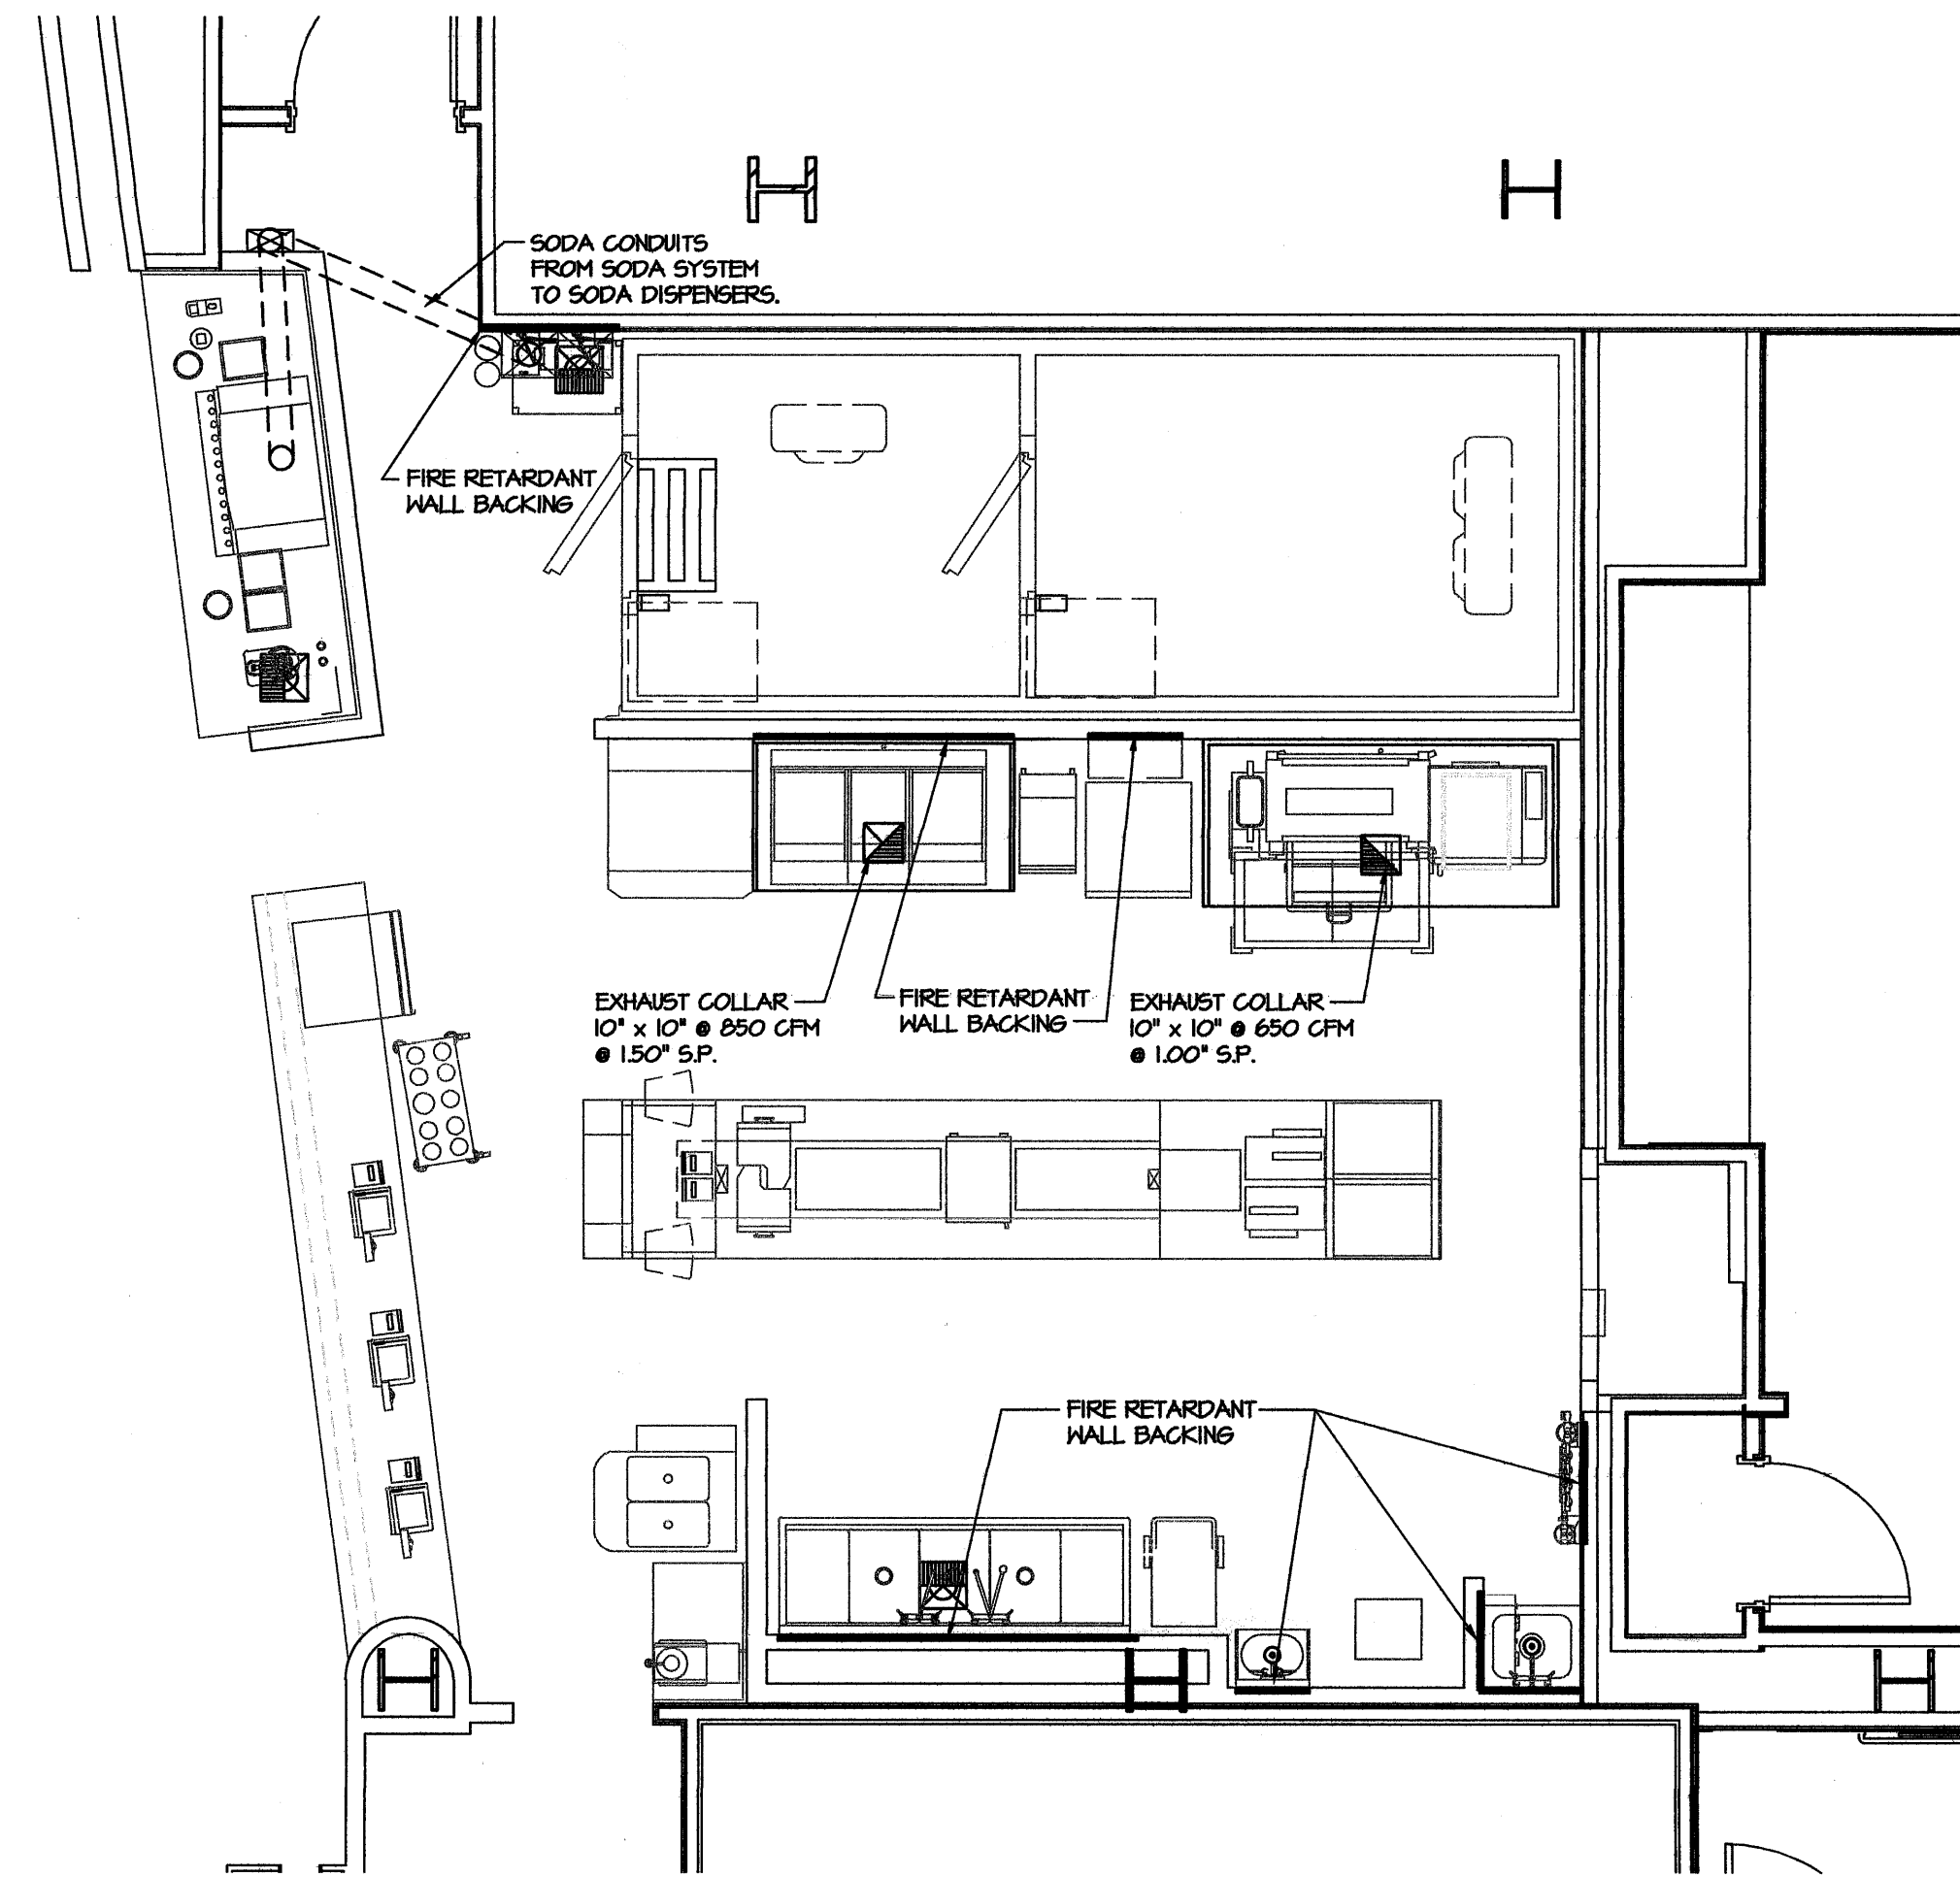 SODA CONDUITS
FROM SODA SYSTEM
TO SODA DISPENSERS.
FIRE RETARDANT
WALL BACKING
EXHAUST COLLAR
10" x 10" @ 850 CFM
@ 1.50" S.P.
FIRE RETARDANT
WALL BACKING
EXHAUST COLLAR
10" x 10" @ 650 CFM
@ 1.00" S.P.
FIRE RETARDANT
WALL BACKING